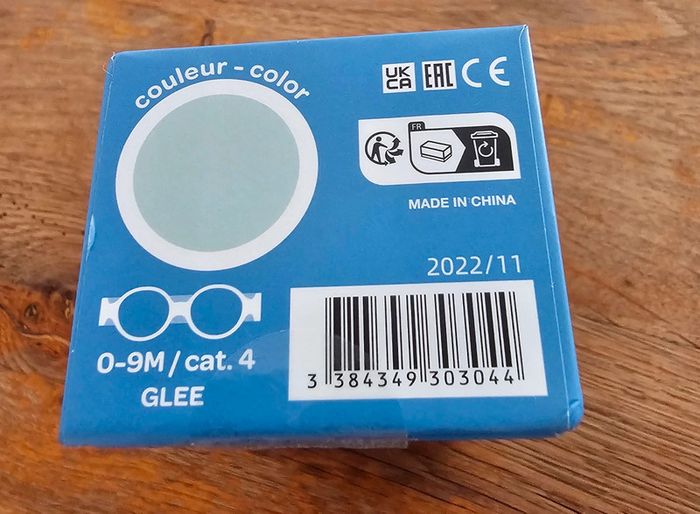 couleur - color
UK
CA
EAC
CE
FR
MADE IN CHINA
2022/11
0-9M / cat. 4
GLEE
3 384349 303044